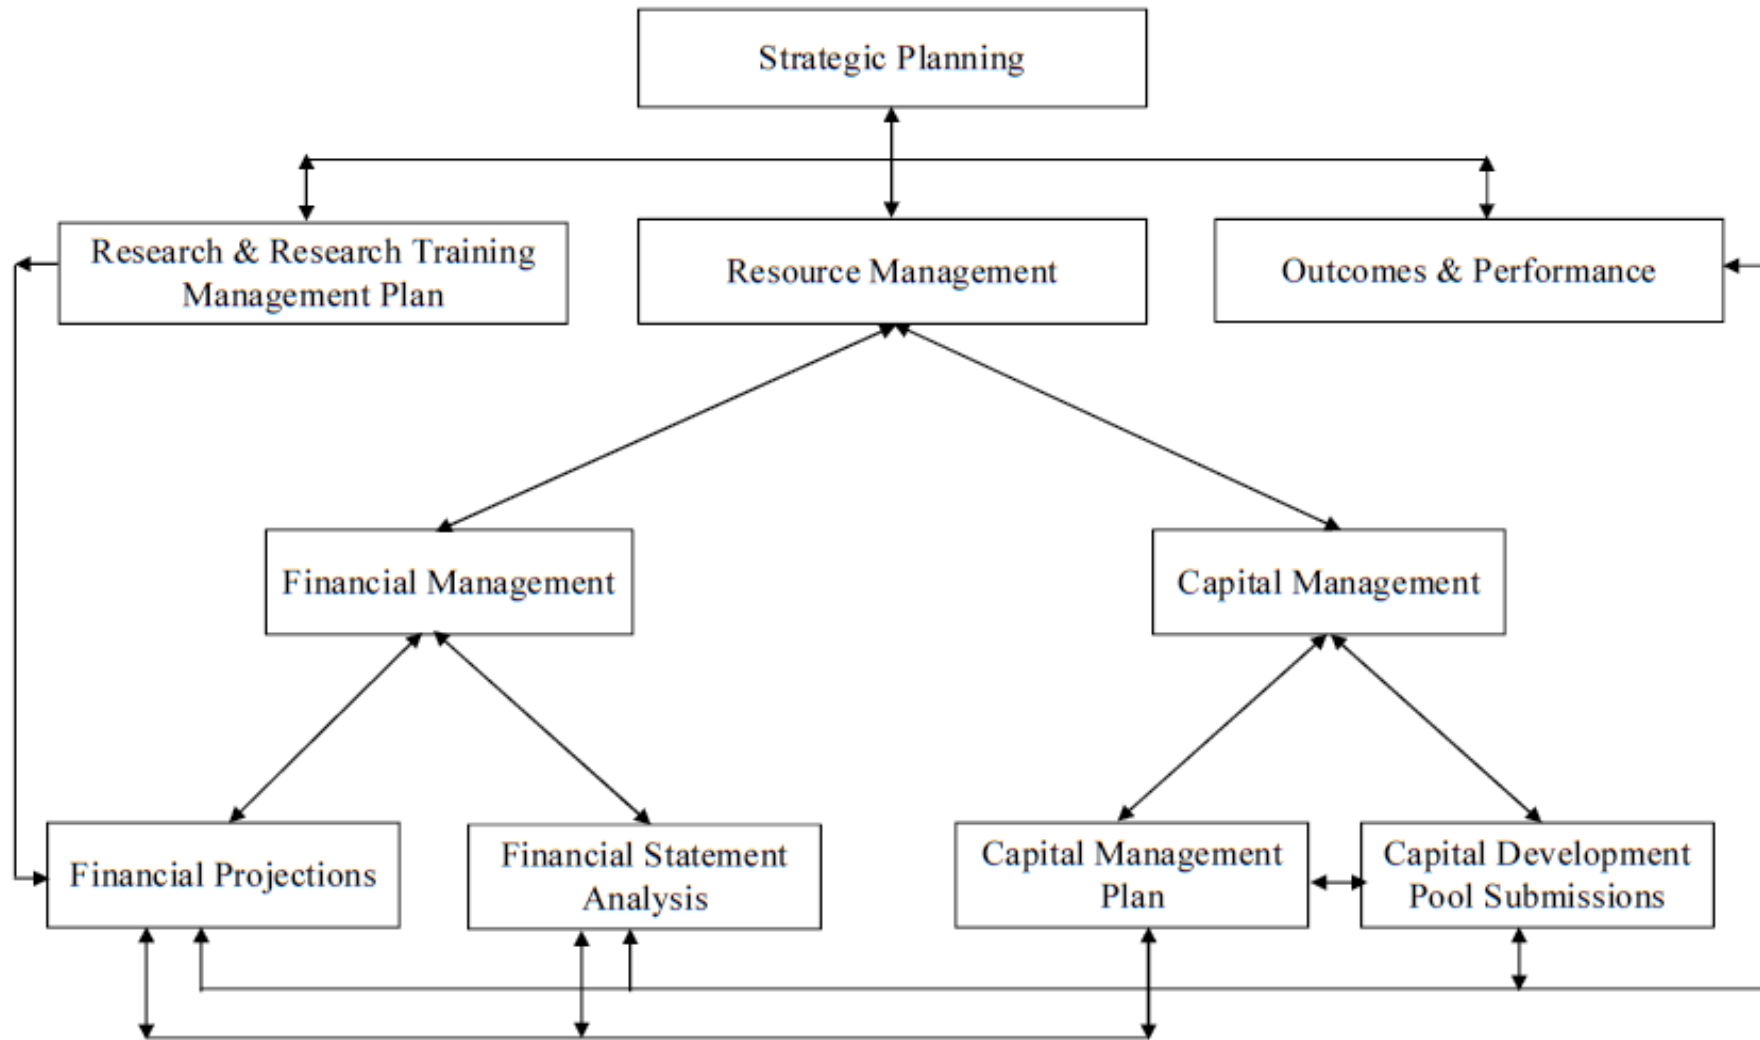 Strategic Planning
Research & Research Training
Management Plan
Resource Management
Outcomes & Performance
Financial Management
Capital Management
Financial Projections
Financial Statement
Analysis
Capital Management
Plan
Capital Development
Pool Submissions